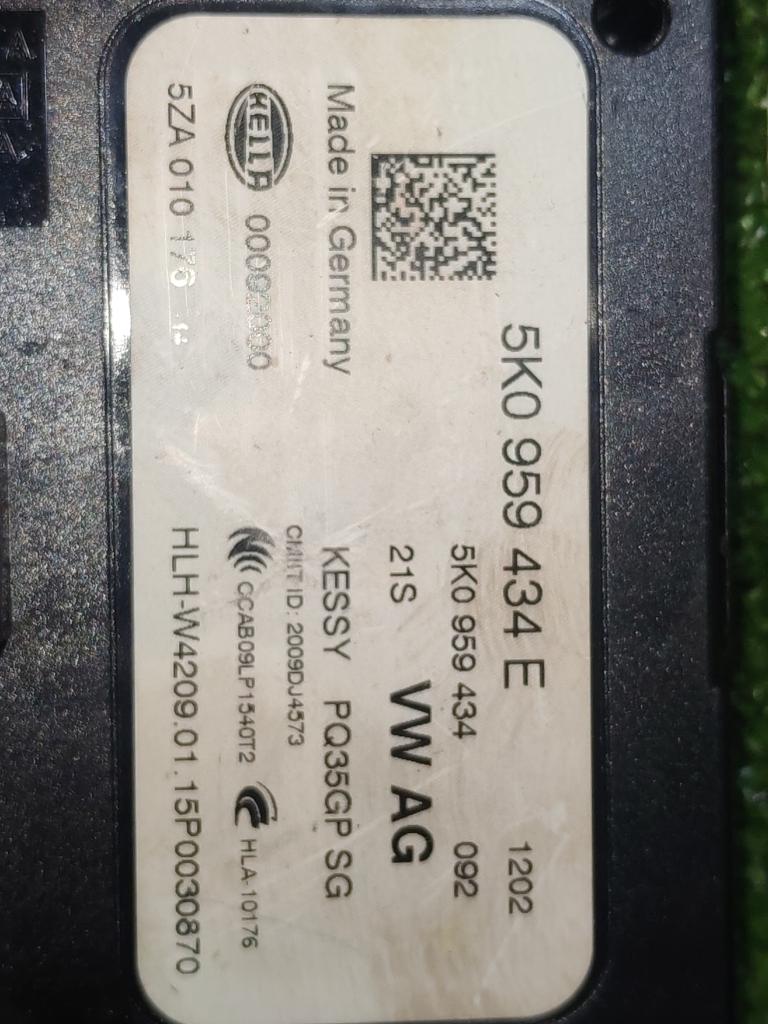 5K0 959 434 E 1202
5K0 959 434 092
21S VW AG
Made in Germany KESSY PQ35GP SG
CMIIT ID: 2009DJ4573
HELLA CCAB09LP1540T2 HLA-10176
5ZA 010 176 HLH-W4209.01.15P0030870